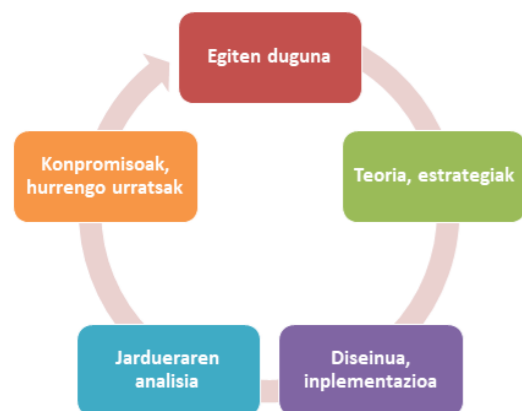 Egiten duguna
Teoria, estrategiak
Diseinua,
inplementazioa
Jardueraren
analisia
Konpromisoak,
hurrengo urratsak